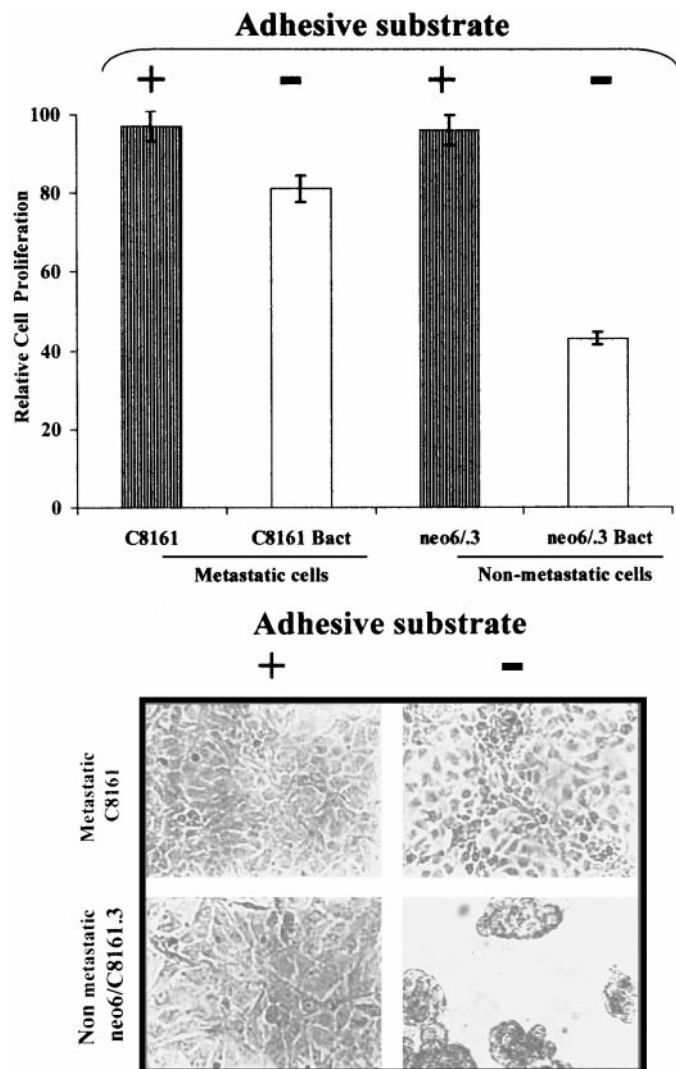 Adhesive substrate
+ - + -
Relative Cell Proliferation
100
80
60
40
20
0
C8161 C8161 Bact neo6/.3 neo6/.3 Bact
Metastatic cells Non-metastatic cells
Adhesive substrate
+ -
Metastatic
C8161
Non metastatic
neo6/C8161.3